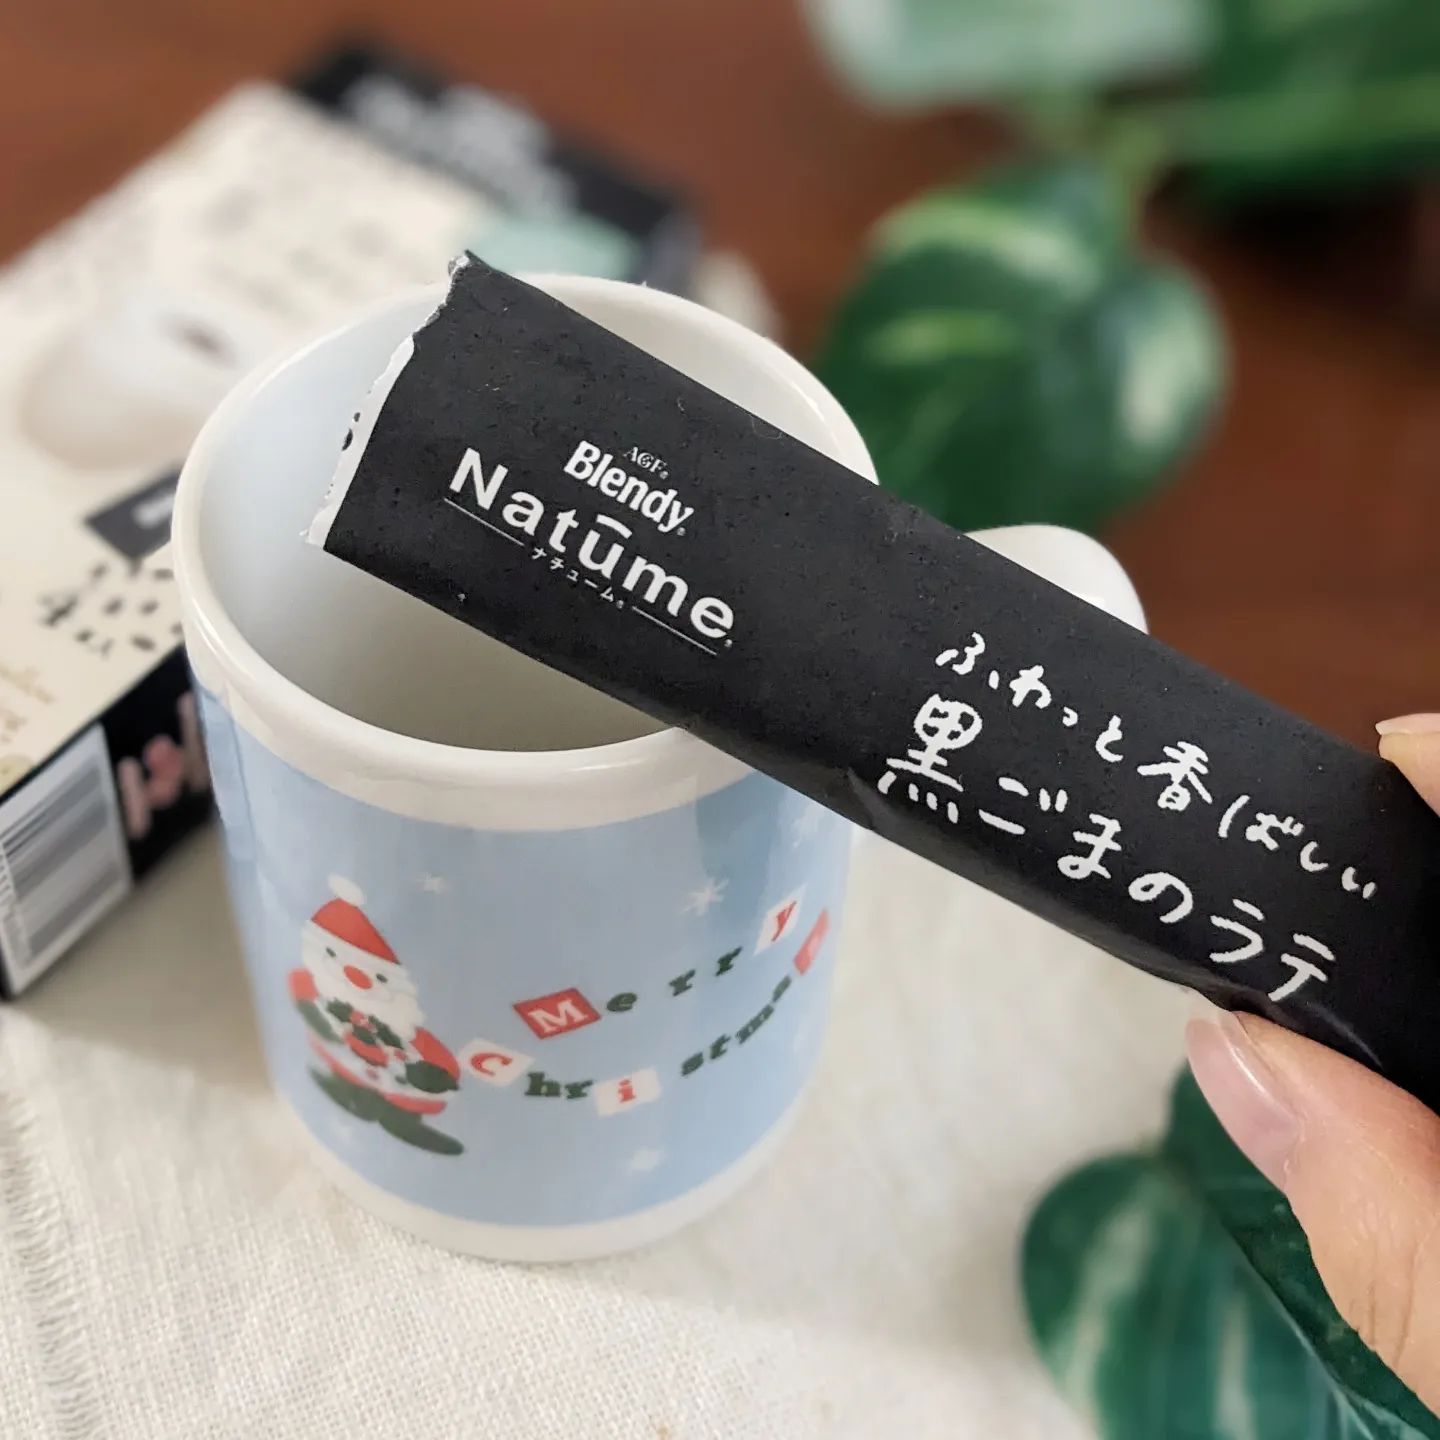 AGF®
Blendy®
Natūme®
ナチューム®
ふわっと香ばしい
黒ごまのラテ
Merry
Christmas